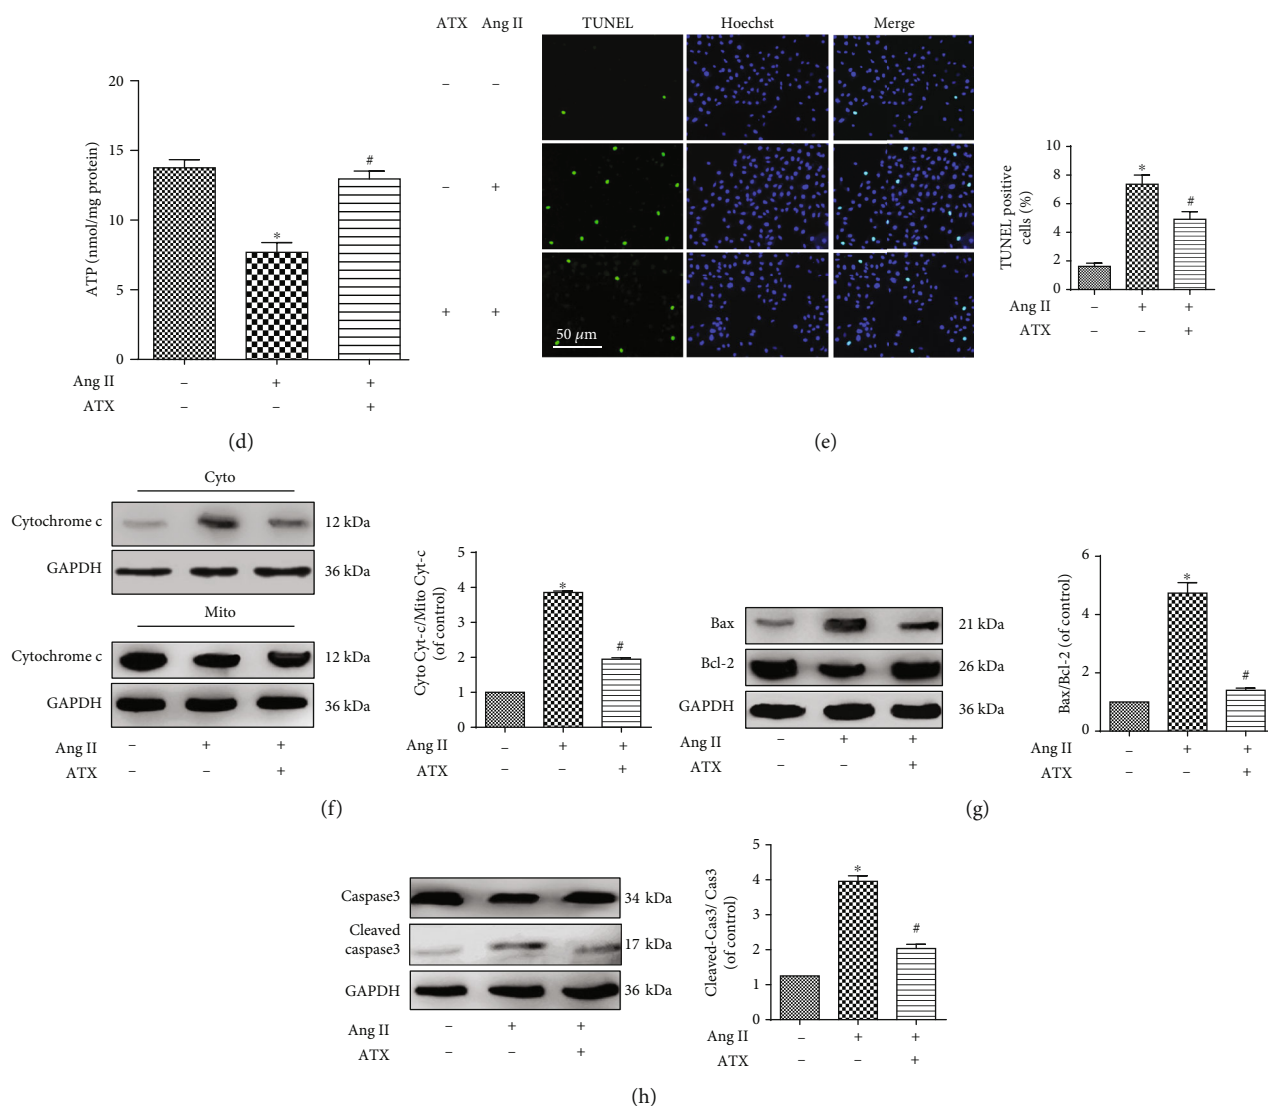 20
15
10
5
0
ATP (nmol/mg protein)
*
#
Ang II – + +
ATX – – +
(d)
ATX Ang II TUNEL Hoechst Merge
– –
– +
+ +
50 µm
10
8
6
4
2
0
TUNEL positive
cells (%)
*
#
Ang II – + +
ATX – – +
(e)
Cyto
Cytochrome c 12 kDa
GAPDH 36 kDa
Mito
Cytochrome c 12 kDa
GAPDH 36 kDa
Ang II – + +
ATX – – +
5
4
3
2
1
0
Cyto Cyt-c/Mito Cyt-c
(of control)
*
#
Ang II – + +
ATX – – +
(f)
Bax 21 kDa
Bcl-2 26 kDa
GAPDH 36 kDa
Ang II – + +
ATX – – +
6
4
2
0
Bax/Bcl-2 (of control)
*
#
Ang II – + +
ATX – – +
(g)
Caspase3 34 kDa
Cleaved
caspase3 17 kDa
GAPDH 36 kDa
Ang II – + +
ATX – – +
5
4
3
2
1
0
Cleaved-Cas3/ Cas3
(of control)
*
#
Ang II – + +
ATX – – +
(h)